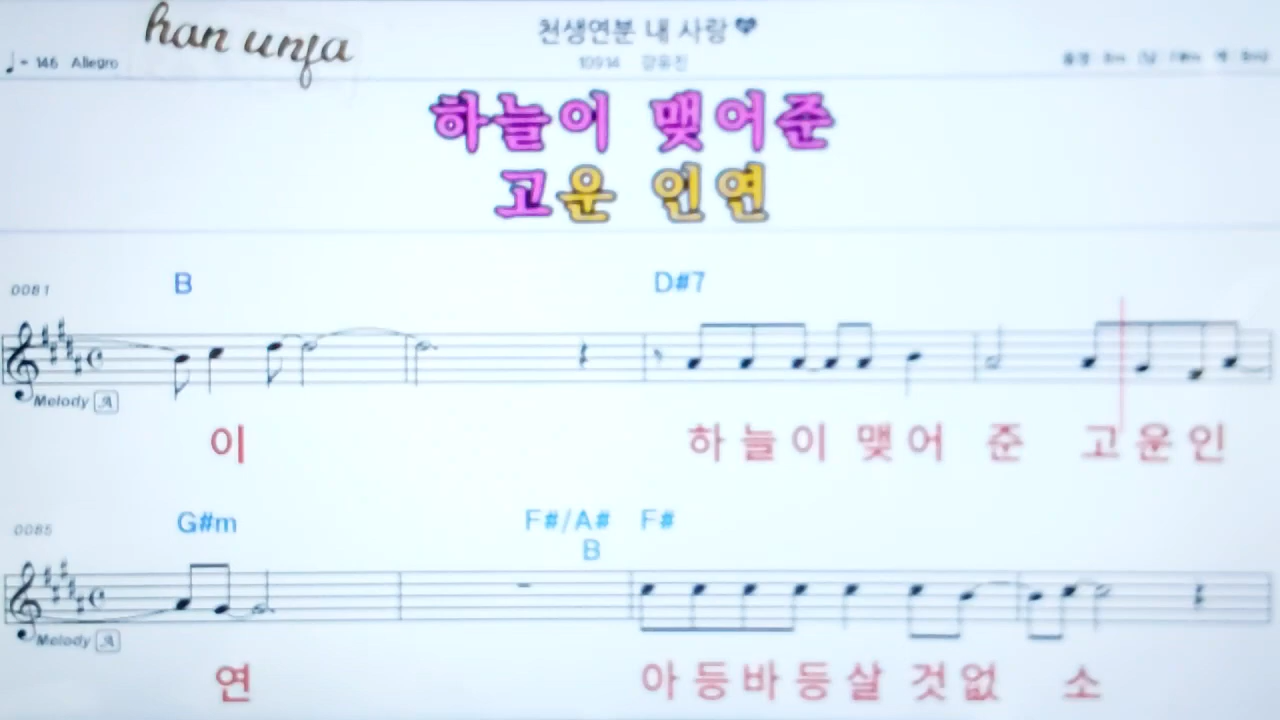 han unja
천생연분 내 사랑
♩= 146 Allegro
10914 강유진
하늘이 맺어준
고운 인연
B D#7
0081
Melody A
이 하늘이 맺어 준 고운인
G#m F#/A# F#
B
0085
Melody A
연 아등바등살 것없 소